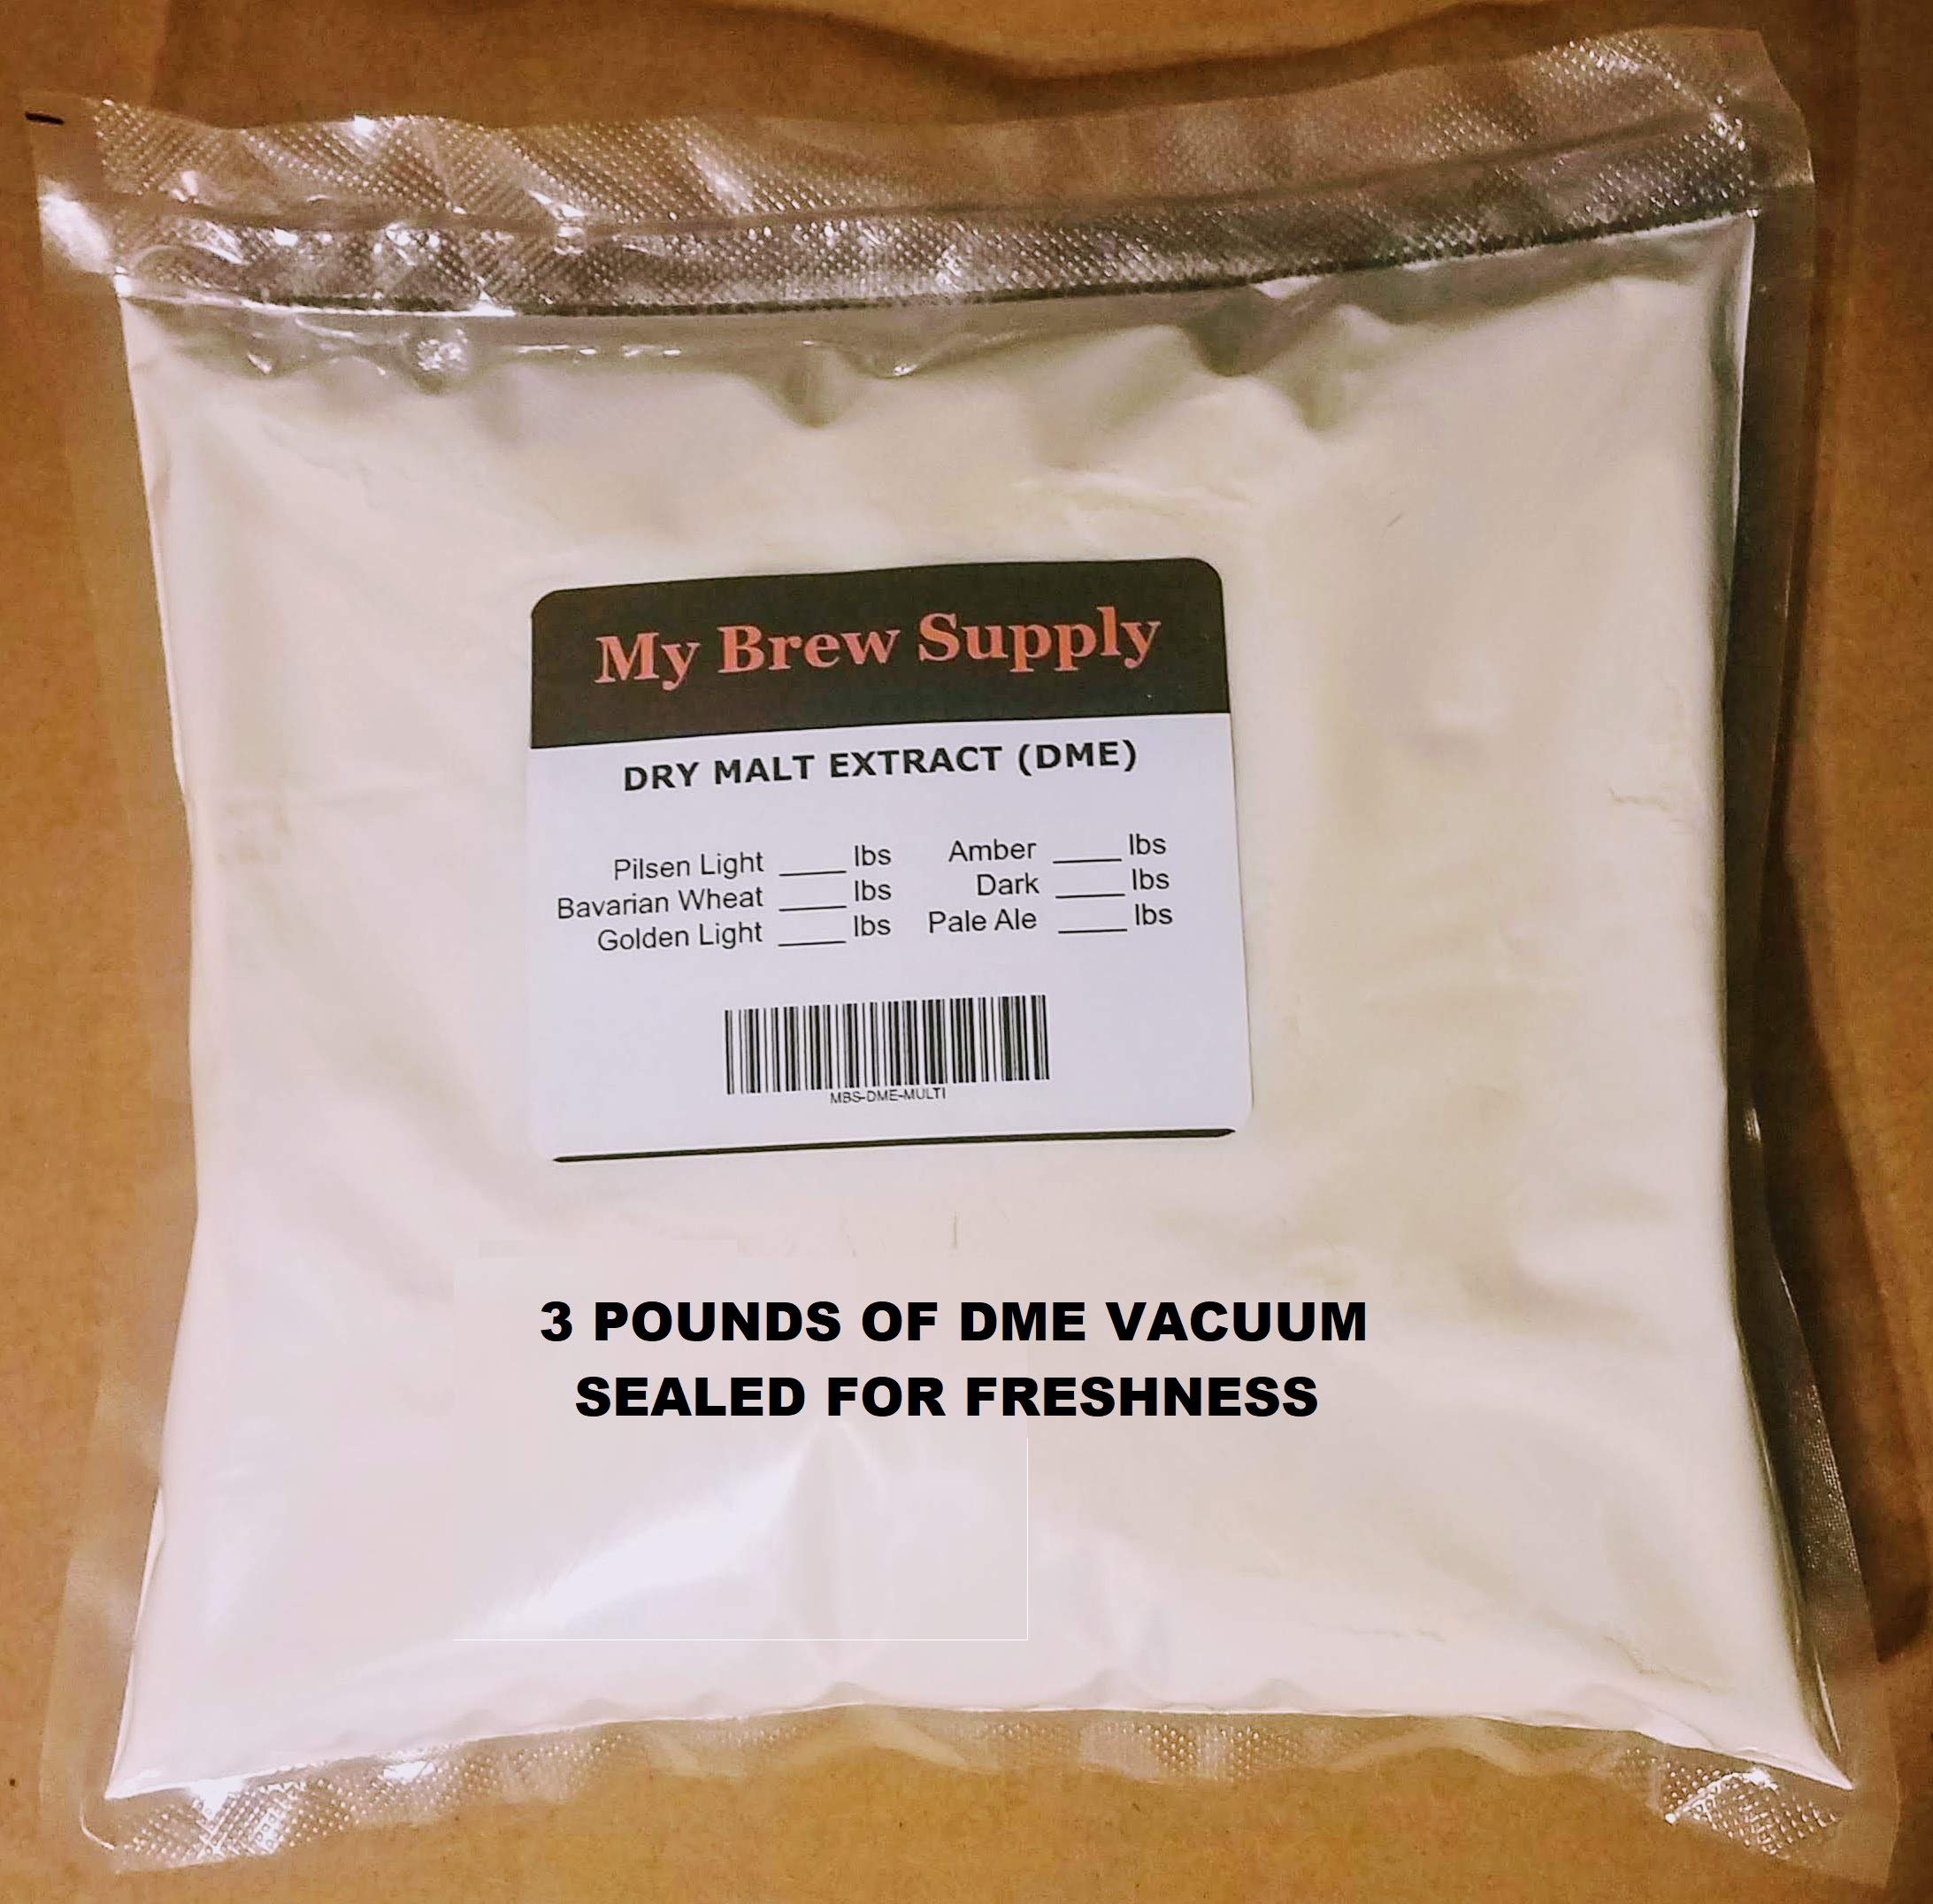 My Brew Supply
DRY MALT EXTRACT (DME)
Pilsen Light ____ lbs Amber ____ lbs
Bavarian Wheat ____ lbs Dark ____ lbs
Golden Light ____ lbs Pale Ale ____ lbs
MBS-DME-MULTI
3 POUNDS OF DME VACUUM
SEALED FOR FRESHNESS